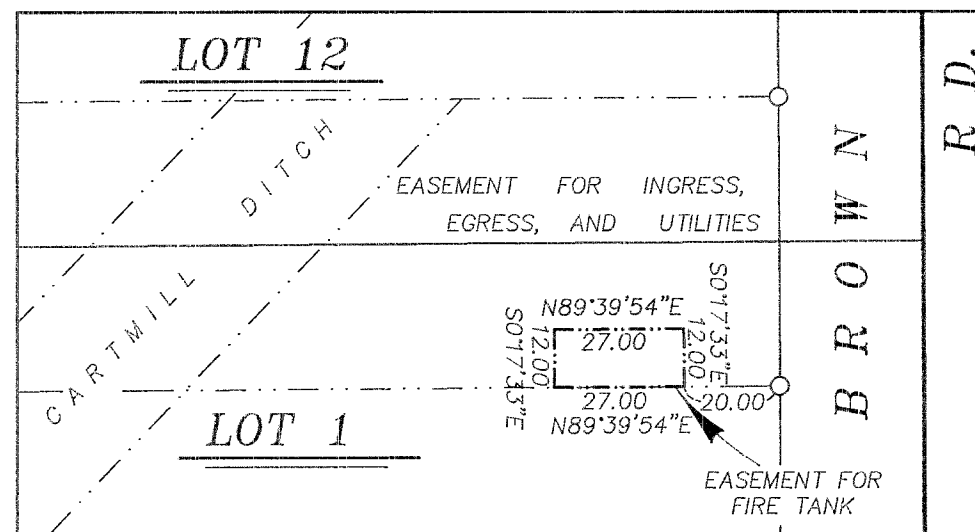 LOT 12
R D.
BROWN
CARTMILL DITCH
EASEMENT FOR INGRESS,
EGRESS, AND UTILITIES
N89°39'54"E
27.00
S0°17'33"E
12.00
S0°17'33"E
12.00
27.00
N89°39'54"E
20.00
LOT 1
EASEMENT FOR
FIRE TANK